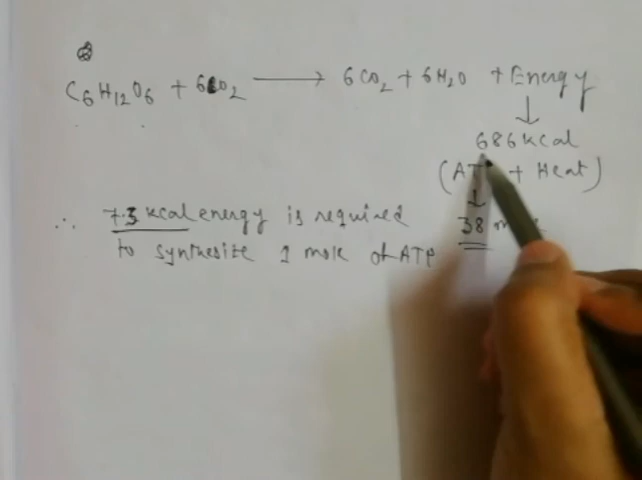 C6H12O6 + 6O2 → 6CO2 + 6H2O + Energy
↓
686 kcal
(AT + Heat)
↓
38
∴ 7.3 kcal energy is required
to synthesize 1 mole of ATP